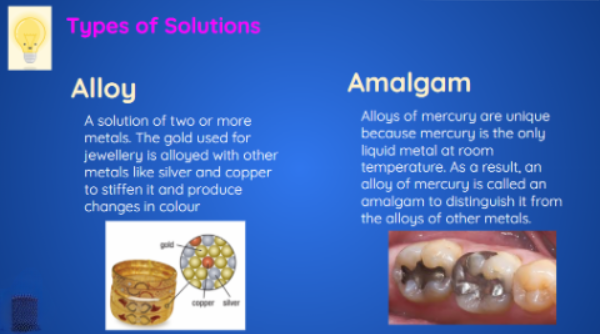 Types of Solutions
Alloy
A solution of two or more
metals. The gold used for
jewellery is alloyed with other
metals like silver and copper
to stiffen it and produce
changes in colour
gold
copper silver
Amalgam
Alloys of mercury are unique
because mercury is the only
liquid metal at room
temperature. As a result, an
alloy of mercury is called an
amalgam to distinguish it from
the alloys of other metals.